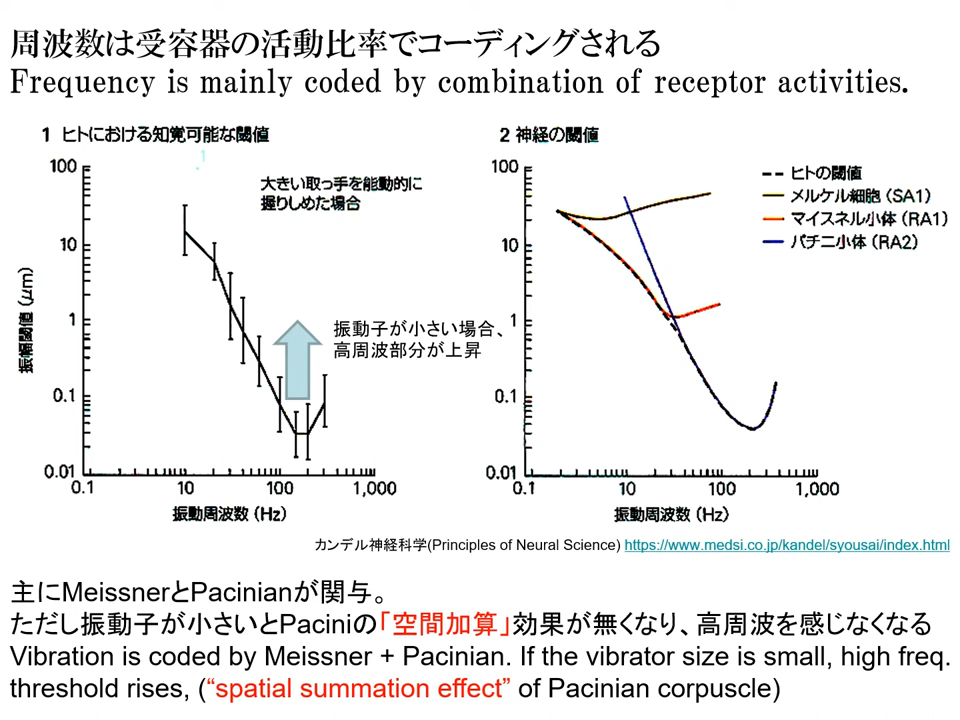 周波数は受容器の活動比率でコーディングされる
Frequency is mainly coded by combination of receptor activities.
1 ヒトにおける知覚可能な閾値
大きい取っ手を能動的に
握りしめた場合
振動子が小さい場合、
高周波部分が上昇
振幅閾値 (μm)
100
10
1
0.1
0.01
0.1
10
100
1,000
振動周波数 (Hz)
2 神経の閾値
ヒトの閾値
メルケル細胞 (SA1)
マイスネル小体 (RA1)
パチニ小体 (RA2)
100
10
1
0.1
0.01
0.1
10
100
1,000
振動周波数 (Hz)
カンデル神経科学(Principles of Neural Science) https://www.medsi.co.jp/kandel/syousai/index.html
主にMeissnerとPacinianが関与。
ただし振動子が小さいとPaciniの「空間加算」効果が無くなり、高周波を感じなくなる
Vibration is coded by Meissner + Pacinian. If the vibrator size is small, high freq.
threshold rises, (“spatial summation effect” of Pacinian corpuscle)